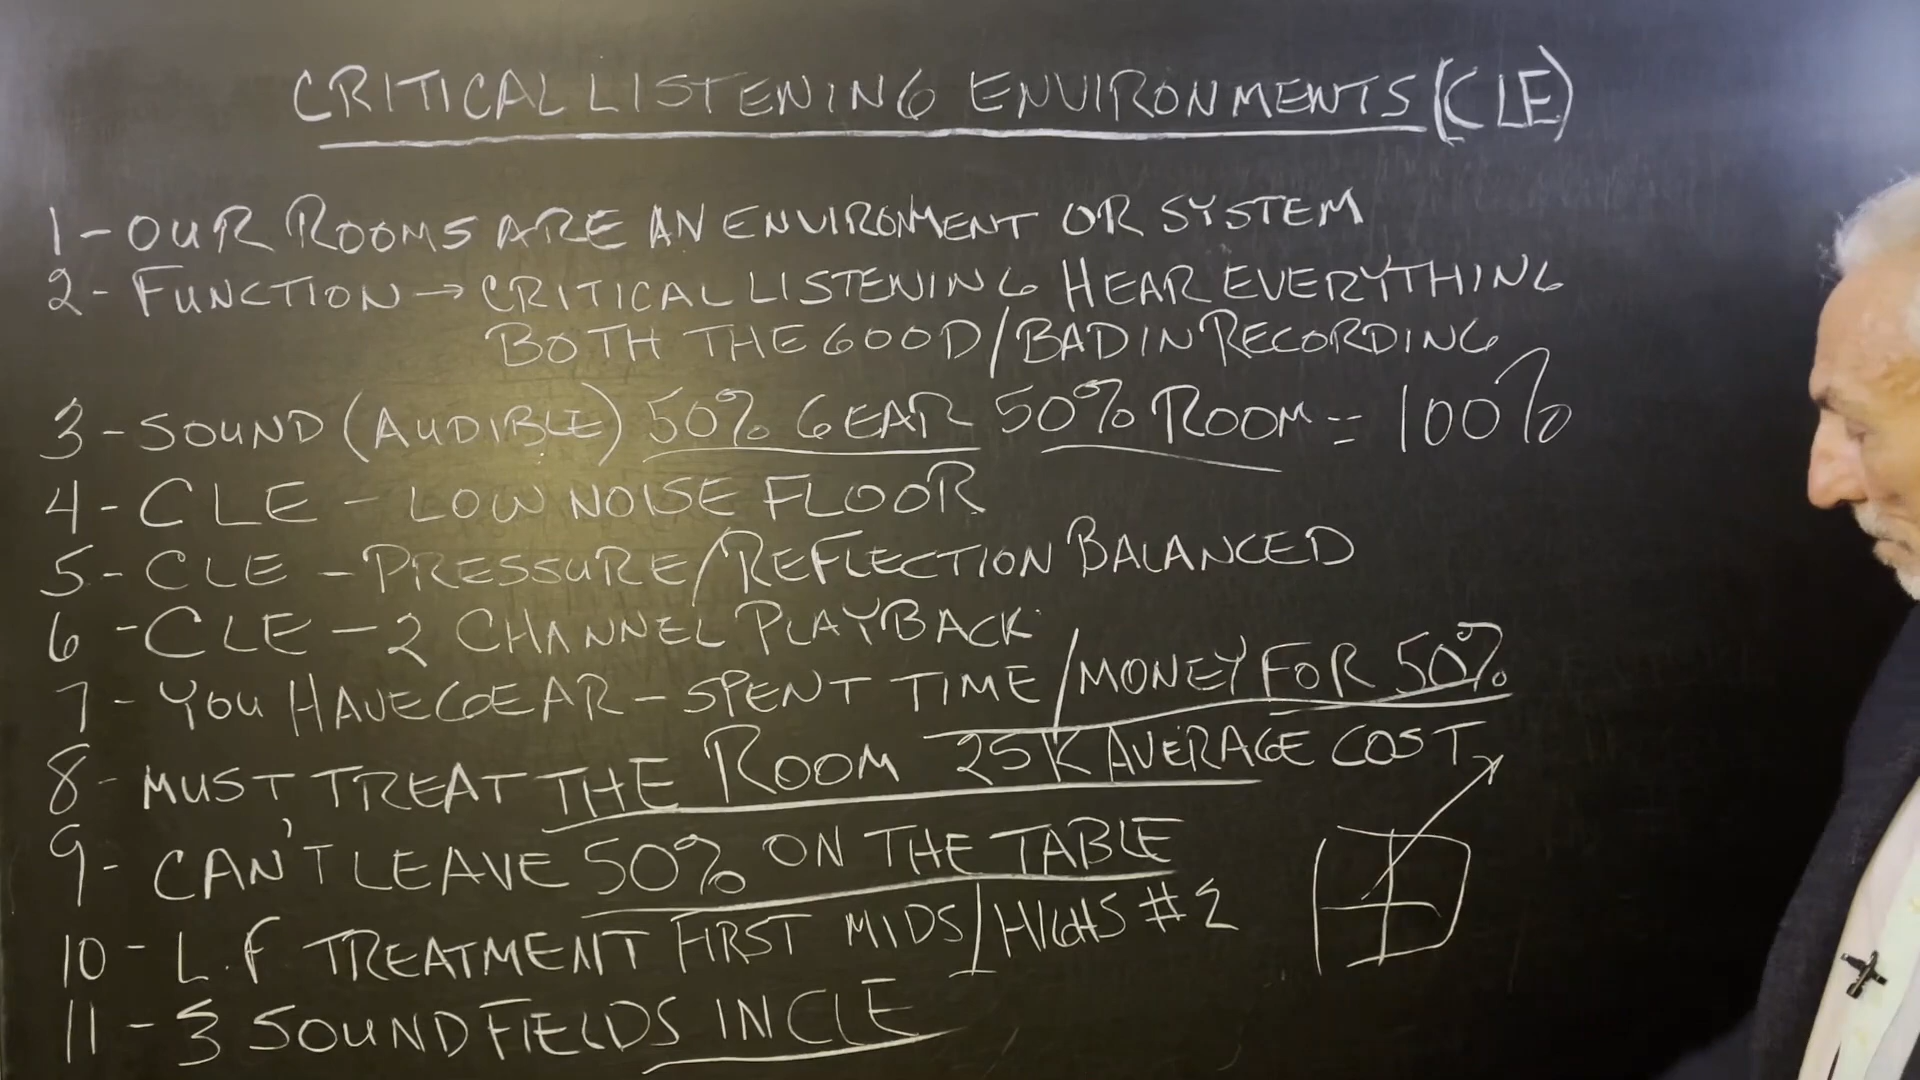 CRITICAL LISTENING ENVIRONMENTS (CLE)
1 - OUR ROOMS ARE AN ENVIRONMENT OR SYSTEM
2 - FUNCTION → CRITICAL LISTENING HEAR EVERYTHING
BOTH THE GOOD/BAD IN RECORDING
3 - SOUND (AUDIBLE) 50% GEAR 50% ROOM = 100%
4 - CLE - LOW NOISE FLOOR
5 - CLE - PRESSURE/REFLECTION BALANCED
6 - CLE - 2 CHANNEL PLAYBACK
7 - YOU HAVE GEAR - SPENT TIME/MONEY FOR 50%
8 - MUST TREAT THE ROOM 25K AVERAGE COST
9 - CAN'T LEAVE 50% ON THE TABLE
10 - L.F TREATMENT FIRST MIDS/HIGHS #2
11 - 3 SOUND FIELDS IN CLE